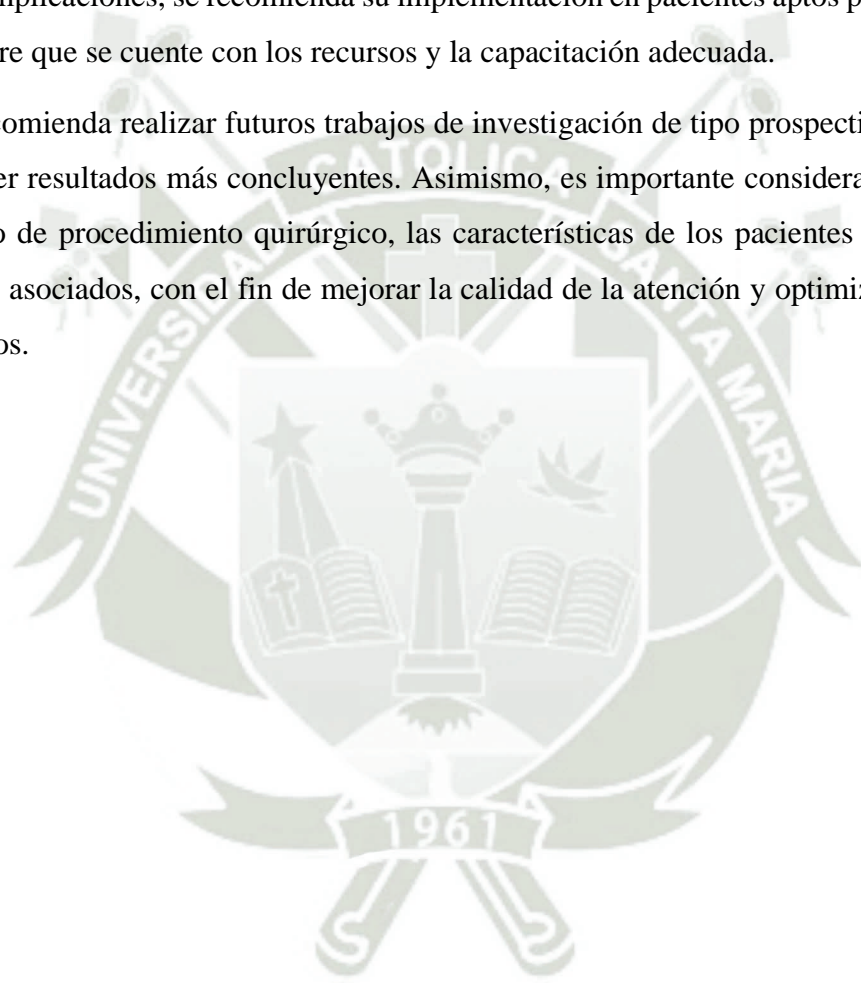 mplicaciones, se recomienda su implementación en pacientes aptos p
re que se cuente con los recursos y la capacitación adecuada.
comienda realizar futuros trabajos de investigación de tipo prospecti
er resultados más concluyentes. Asimismo, es importante considera
o de procedimiento quirúrgico, las características de los pacientes
asociados, con el fin de mejorar la calidad de la atención y optimiz
os.
UNIVERSIDAD CATOLICA SANTA MARIA
1961